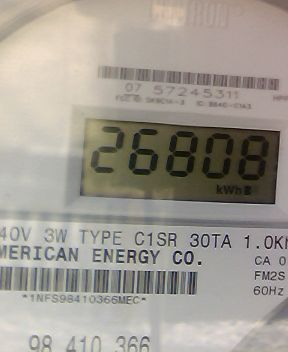 07 57245311
26808
kWh
40V 3W TYPE C1SR 30TA 1.0Kh
MERICAN ENERGY CO.
CA 0
FM2S
60Hz
*1NFS98410366MEC*
98 410 366